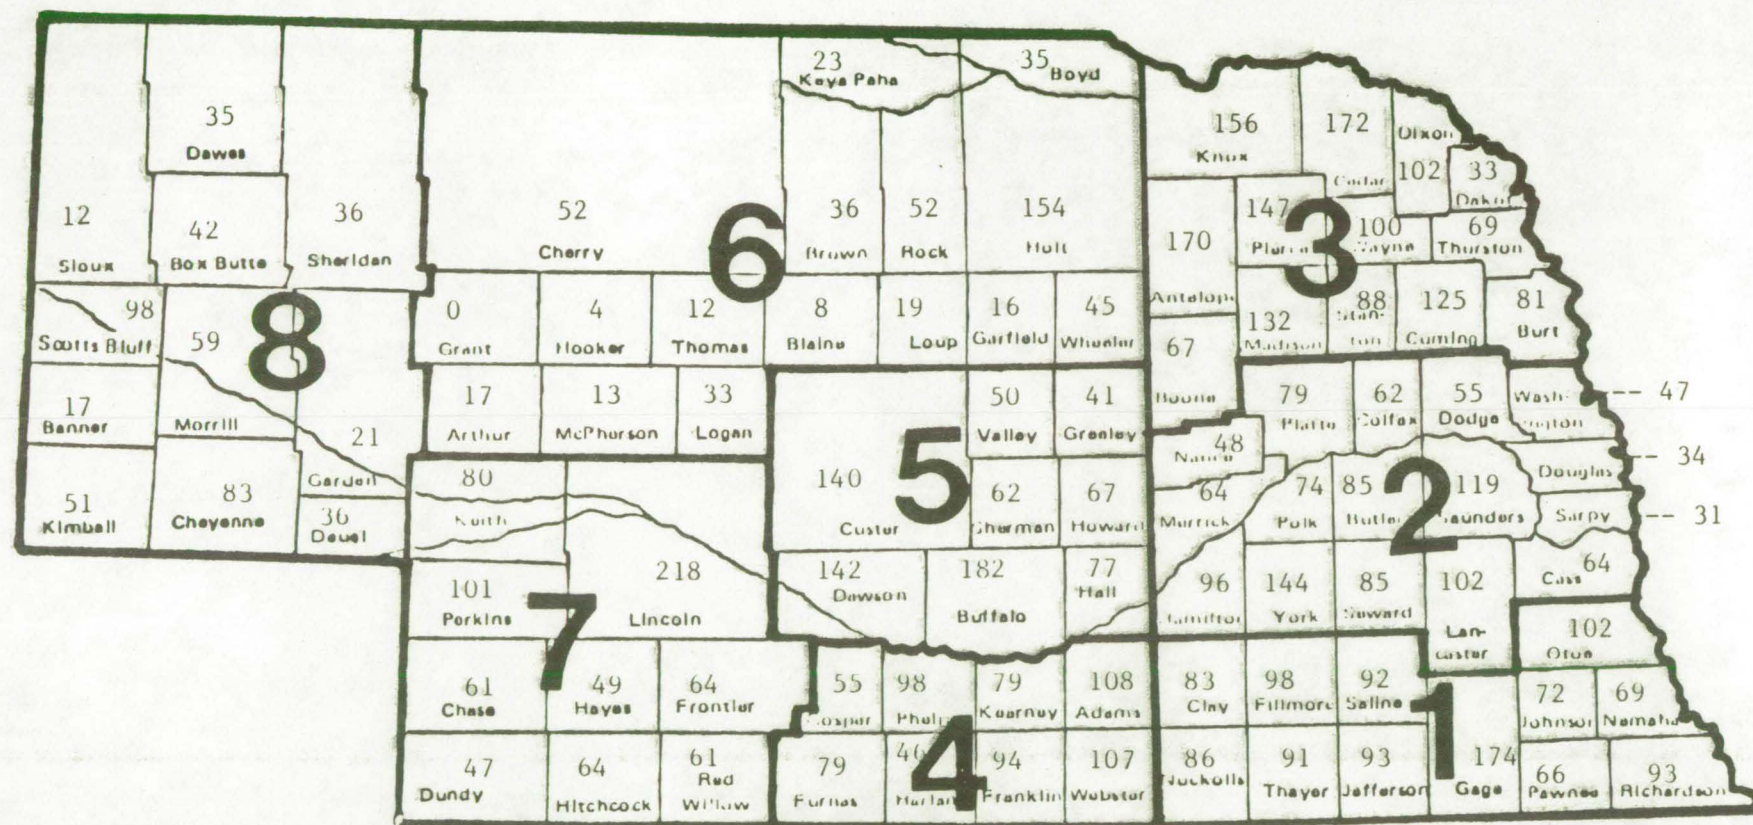 35
Dawes
12
Sioux
42
Box Butte
36
Sheridan
98
Scotts Bluff
59
Morrill
17
Banner
51
Kimball
83
Cheyenne
21
Garden
36
Deuel
8
52
Cherry
23
Keya Paha
35
Boyd
36
Brown
52
Rock
154
Holt
6
0
Grant
4
Hooker
12
Thomas
8
Blaine
19
Loup
16
Garfield
45
Wheeler
17
Arthur
13
McPherson
33
Logan
156
Knox
172
Cedar
Dixon
102
33
Dakot
170
Antelope
147
Pierce
3
100
Wayne
69
Thurston
132
Madison
88
Stan-
ton
125
Cuming
81
Burt
67
Boone
140
Custer
5
50
Valley
41
Greeley
62
Sherman
67
Howard
142
Dawson
182
Buffalo
77
Hall
79
Platte
62
Colfax
55
Dodge
Wash-
ington
--- 47
48
Nance
64
Merrick
74
Polk
85
Butler
2
119
Saunders
Douglas
-- 34
Sarpy
--- 31
96
Hamilton
144
York
85
Seward
102
Lan-
caster
64
Cass
80
Keith
101
Perkins
218
Lincoln
7
61
Chase
49
Hayes
64
Frontier
47
Dundy
64
Hitchcock
61
Red
Willow
55
Gosper
98
Phelps
79
Kearney
108
Adams
79
Furnas
46
Harlan
4
94
Franklin
107
Webster
83
Clay
98
Fillmore
92
Saline
1
102
Otoe
72
Johnson
69
Nemaha
86
Nuckolls
91
Thayer
93
Jefferson
174
Gage
66
Pawnee
93
Richardson